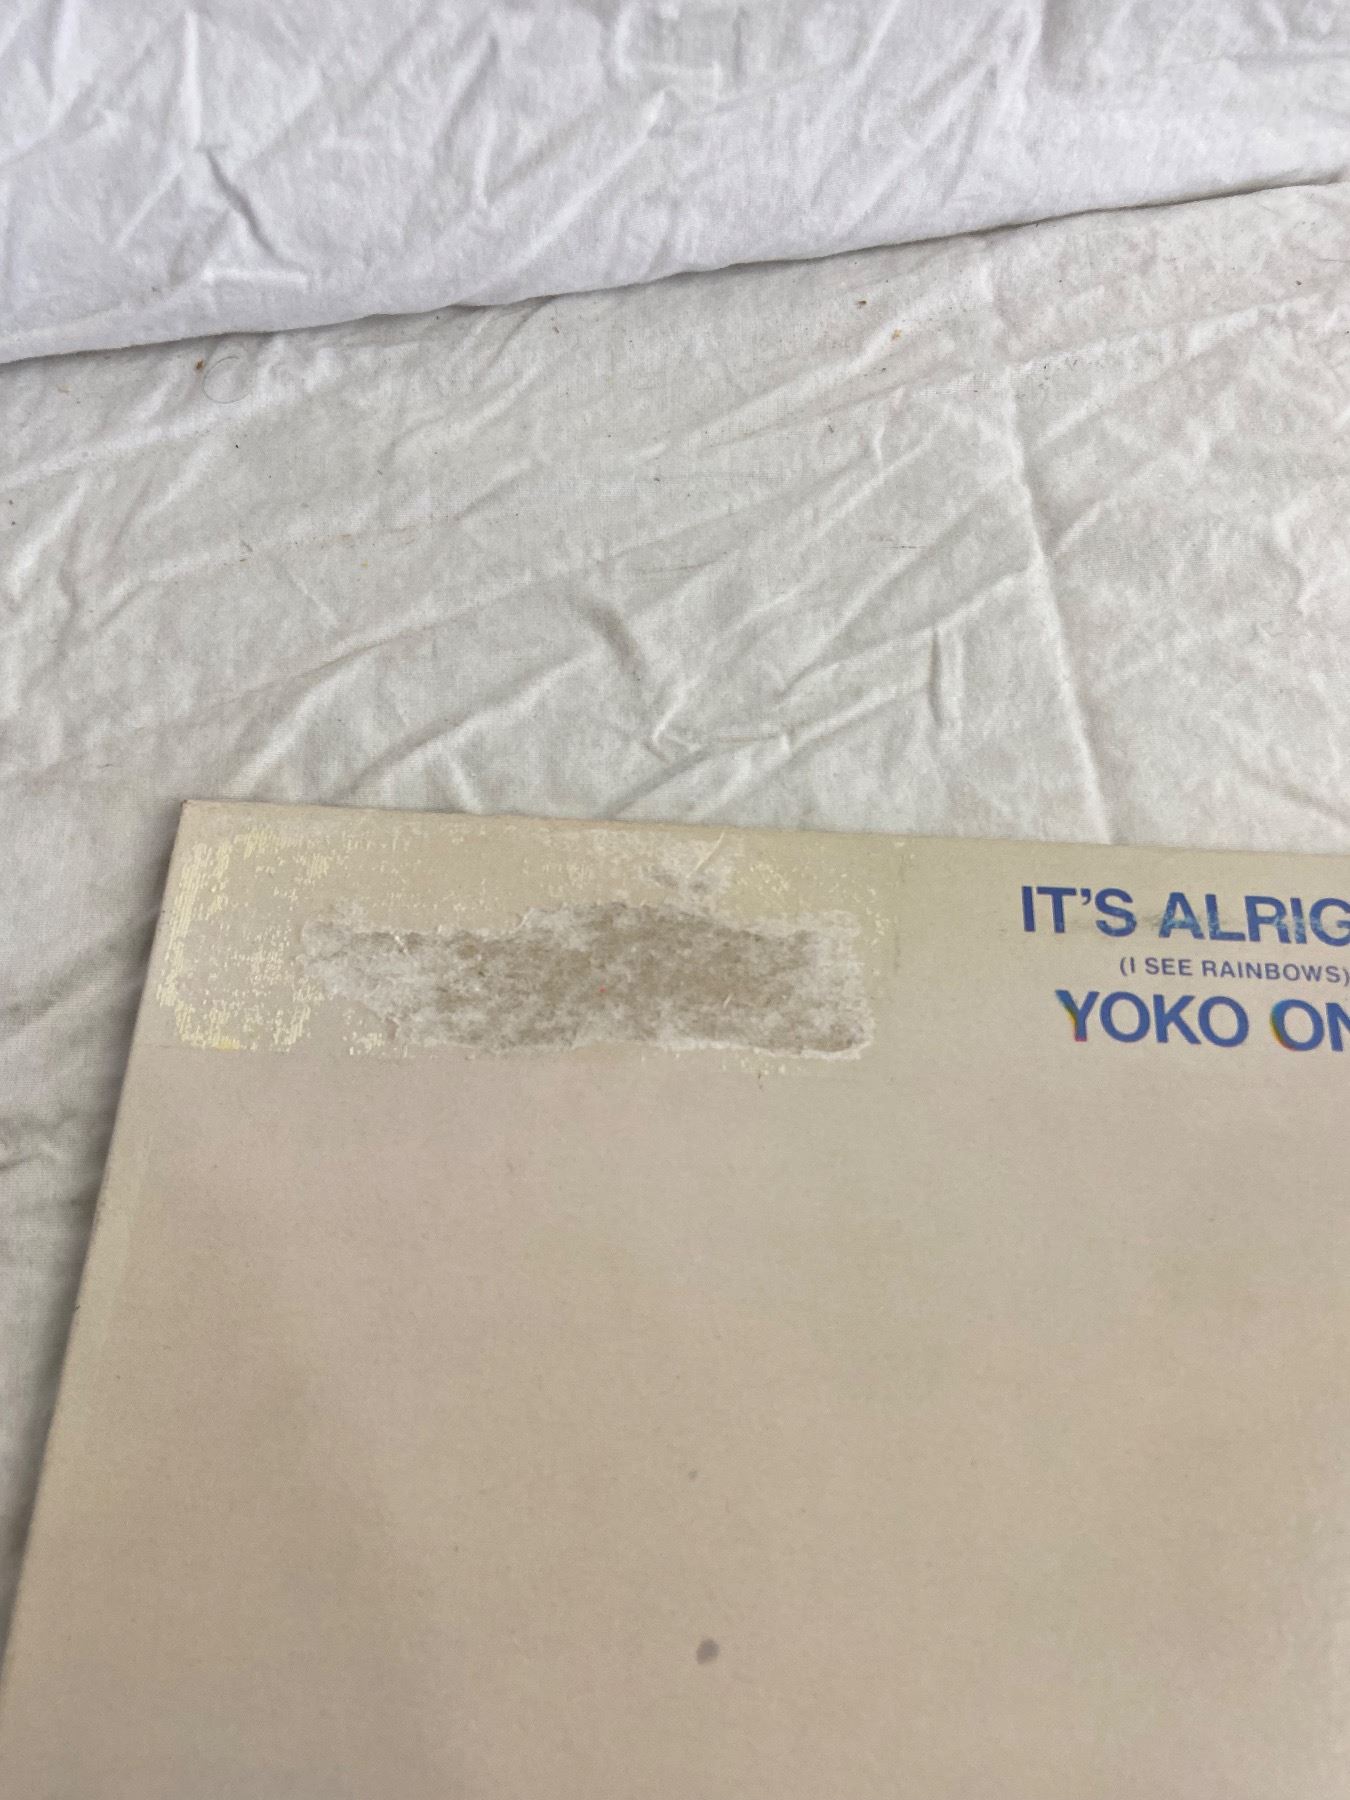 IT'S ALRIG
(I SEE RAINBOWS)
YOKO ON